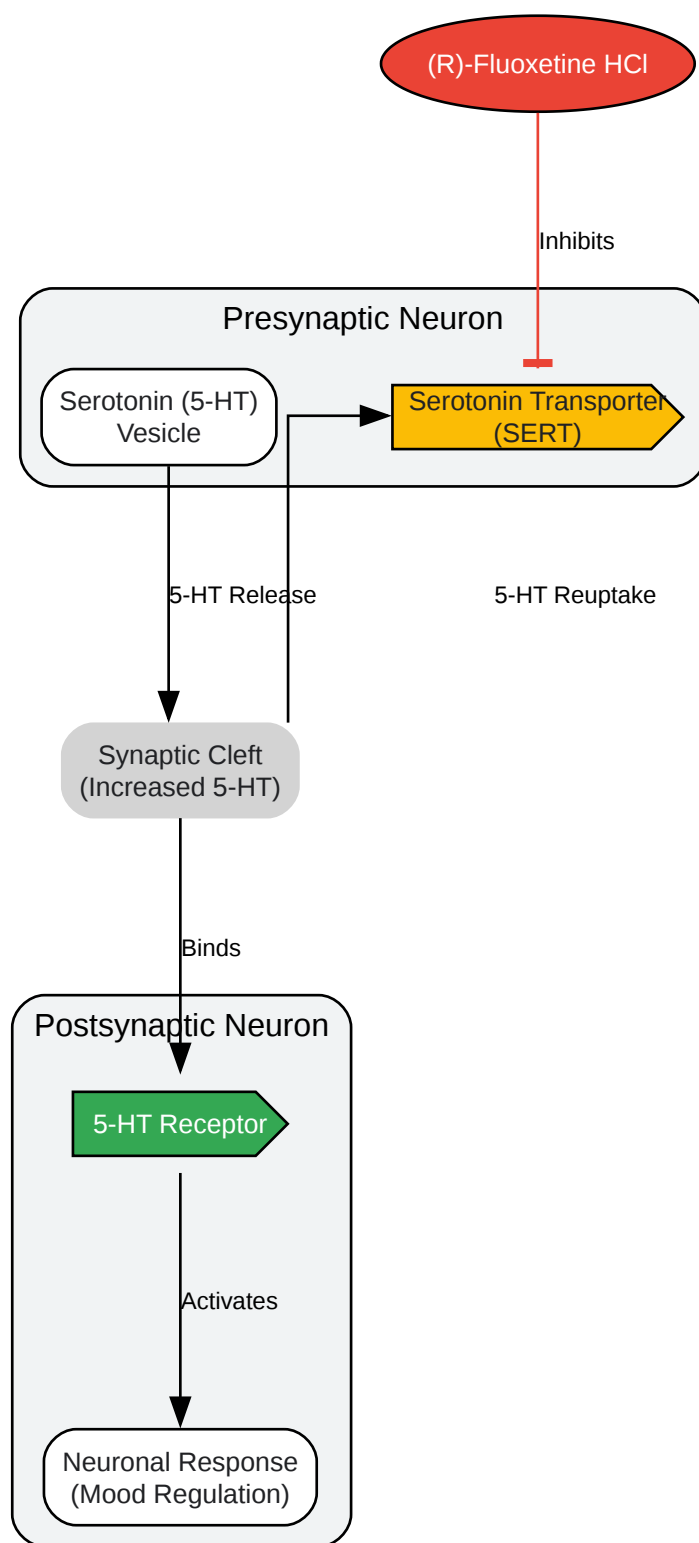 (R)-Fluoxetine HCl
Inhibits
Presynaptic Neuron
Serotonin (5-HT)
Vesicle
Serotonin Transporter
(SERT)
5-HT Release
5-HT Reuptake
Synaptic Cleft
(Increased 5-HT)
Binds
Postsynaptic Neuron
5-HT Receptor
Activates
Neuronal Response
(Mood Regulation)